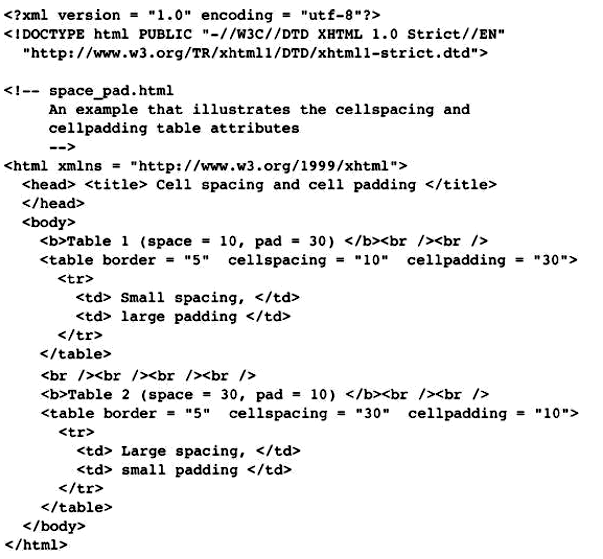 <?xml version = "1.0" encoding = "utf-8"?>
<!DOCTYPE html PUBLIC "-//W3C//DTD XHTML 1.0 Strict//EN"
"http://www.w3.org/TR/xhtml1/DTD/xhtml1-strict.dtd">
<!-- space_pad.html
An example that illustrates the cellspacing and
cellpadding table attributes
-->
<html xmlns = "http://www.w3.org/1999/xhtml">
<head> <title> Cell spacing and cell padding </title>
</head>
<body>
<b>Table 1 (space = 10, pad = 30) </b><br /><br />
<table border = "5"  cellspacing = "10"  cellpadding = "30">
<tr>
<td> Small spacing, </td>
<td> large padding </td>
</tr>
</table>
<br /><br /><br /><br />
<b>Table 2 (space = 30, pad = 10) </b><br /><br />
<table border = "5"  cellspacing = "30"  cellpadding = "10">
<tr>
<td> Large spacing, </td>
<td> small padding </td>
</tr>
</table>
</body>
</html>